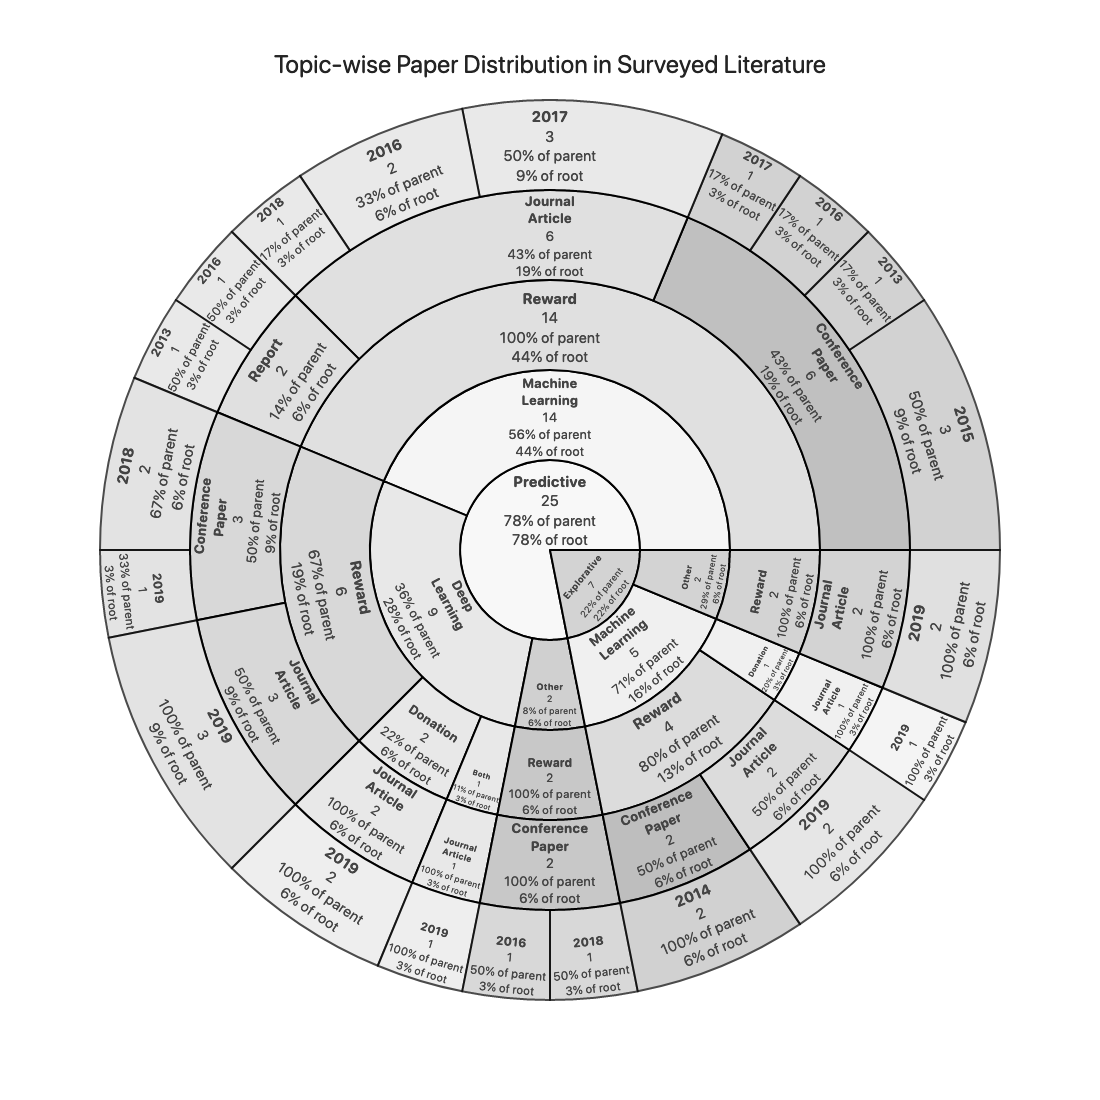 Topic-wise Paper Distribution in Surveyed Literature
2017
3
50% of parent
9% of root
2016
2
33% of parent
6% of root
2018
1
17% of parent
3% of root
2016
1
50% of parent
3% of root
2013
1
50% of parent
3% of root
2018
2
67% of parent
6% of root
2019
1
33% of parent
3% of root
2019
3
100% of parent
9% of root
2019
2
100% of parent
6% of root
2019
1
100% of parent
3% of root
2016
1
50% of parent
3% of root
2018
1
50% of parent
3% of root
2014
2
100% of parent
6% of root
2019
2
100% of parent
6% of root
2019
1
100% of parent
3% of root
2019
2
100% of parent
6% of root
2015
3
50% of parent
9% of root
2013
1
17% of parent
3% of root
2016
1
17% of parent
3% of root
2017
1
17% of parent
3% of root
Journal
Article
6
43% of parent
19% of root
Conference
Paper
6
43% of parent
19% of root
Report
2
14% of parent
6% of root
Conference
Paper
3
50% of parent
9% of root
Journal
Article
3
50% of parent
9% of root
Journal
Article
2
100% of parent
6% of root
Journal
Article
1
100% of parent
3% of root
Conference
Paper
2
100% of parent
6% of root
Conference
Paper
2
50% of parent
6% of root
Journal
Article
2
50% of parent
6% of root
Journal
Article
1
100% of parent
3% of root
Journal
Article
2
100% of parent
6% of root
Reward
14
100% of parent
44% of root
Reward
6
67% of parent
19% of root
Donation
2
22% of parent
6% of root
Both
1
11% of parent
3% of root
Reward
2
100% of parent
6% of root
Reward
4
80% of parent
13% of root
Donation
1
20% of parent
3% of root
Reward
2
100% of parent
6% of root
Machine
Learning
14
56% of parent
44% of root
Deep
Learning
9
36% of parent
28% of root
Other
2
8% of parent
6% of root
Machine
Learning
5
71% of parent
16% of root
Other
2
29% of parent
6% of root
Predictive
25
78% of parent
78% of root
Explorative
7
22% of parent
22% of root